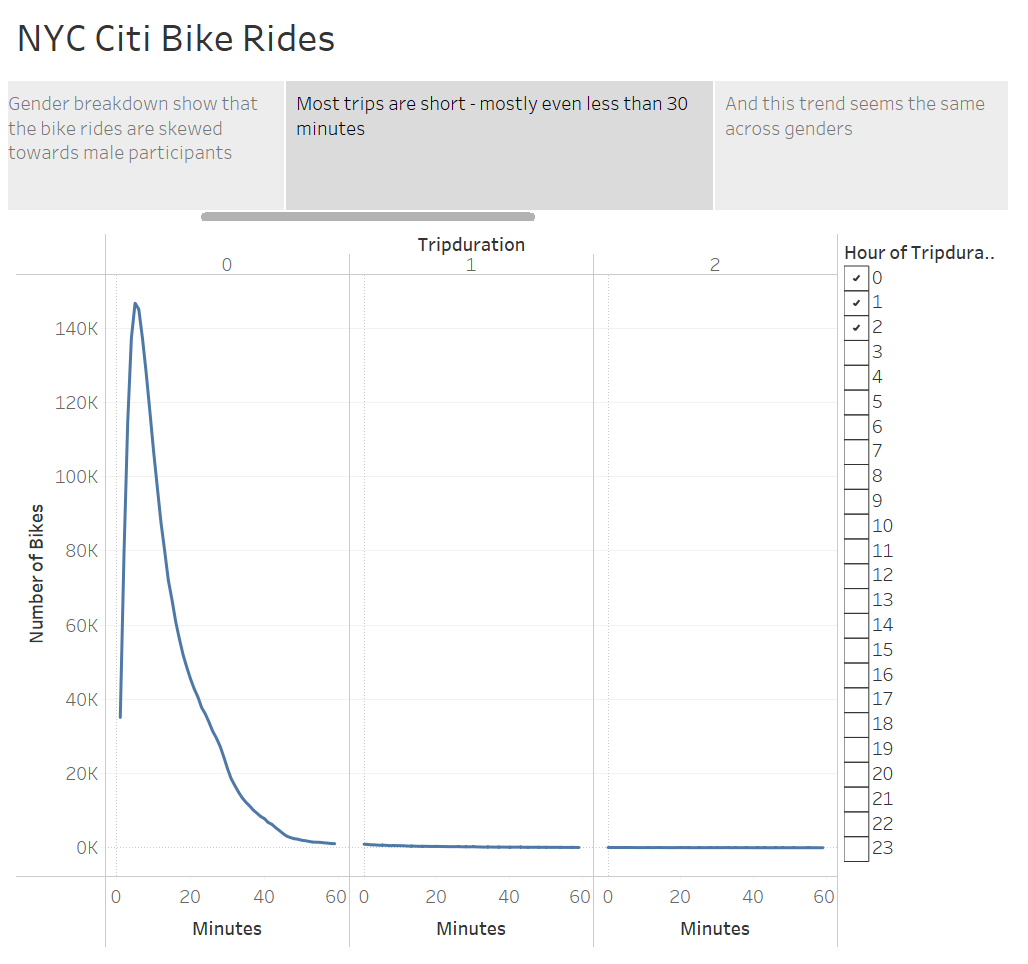 NYC Citi Bike Rides
Gender breakdown show that
the bike rides are skewed
towards male participants
Most trips are short - mostly even less than 30
minutes
And this trend seems the same
across genders
Tripduration
0
1
2
Number of Bikes
140K
120K
100K
80K
60K
40K
20K
0K
0 20 40 60
0 20 40 60
0 20 40 60
Minutes
Minutes
Minutes
Hour of Tripdura..
0
1
2
3
4
5
6
7
8
9
10
11
12
13
14
15
16
17
18
19
20
21
22
23